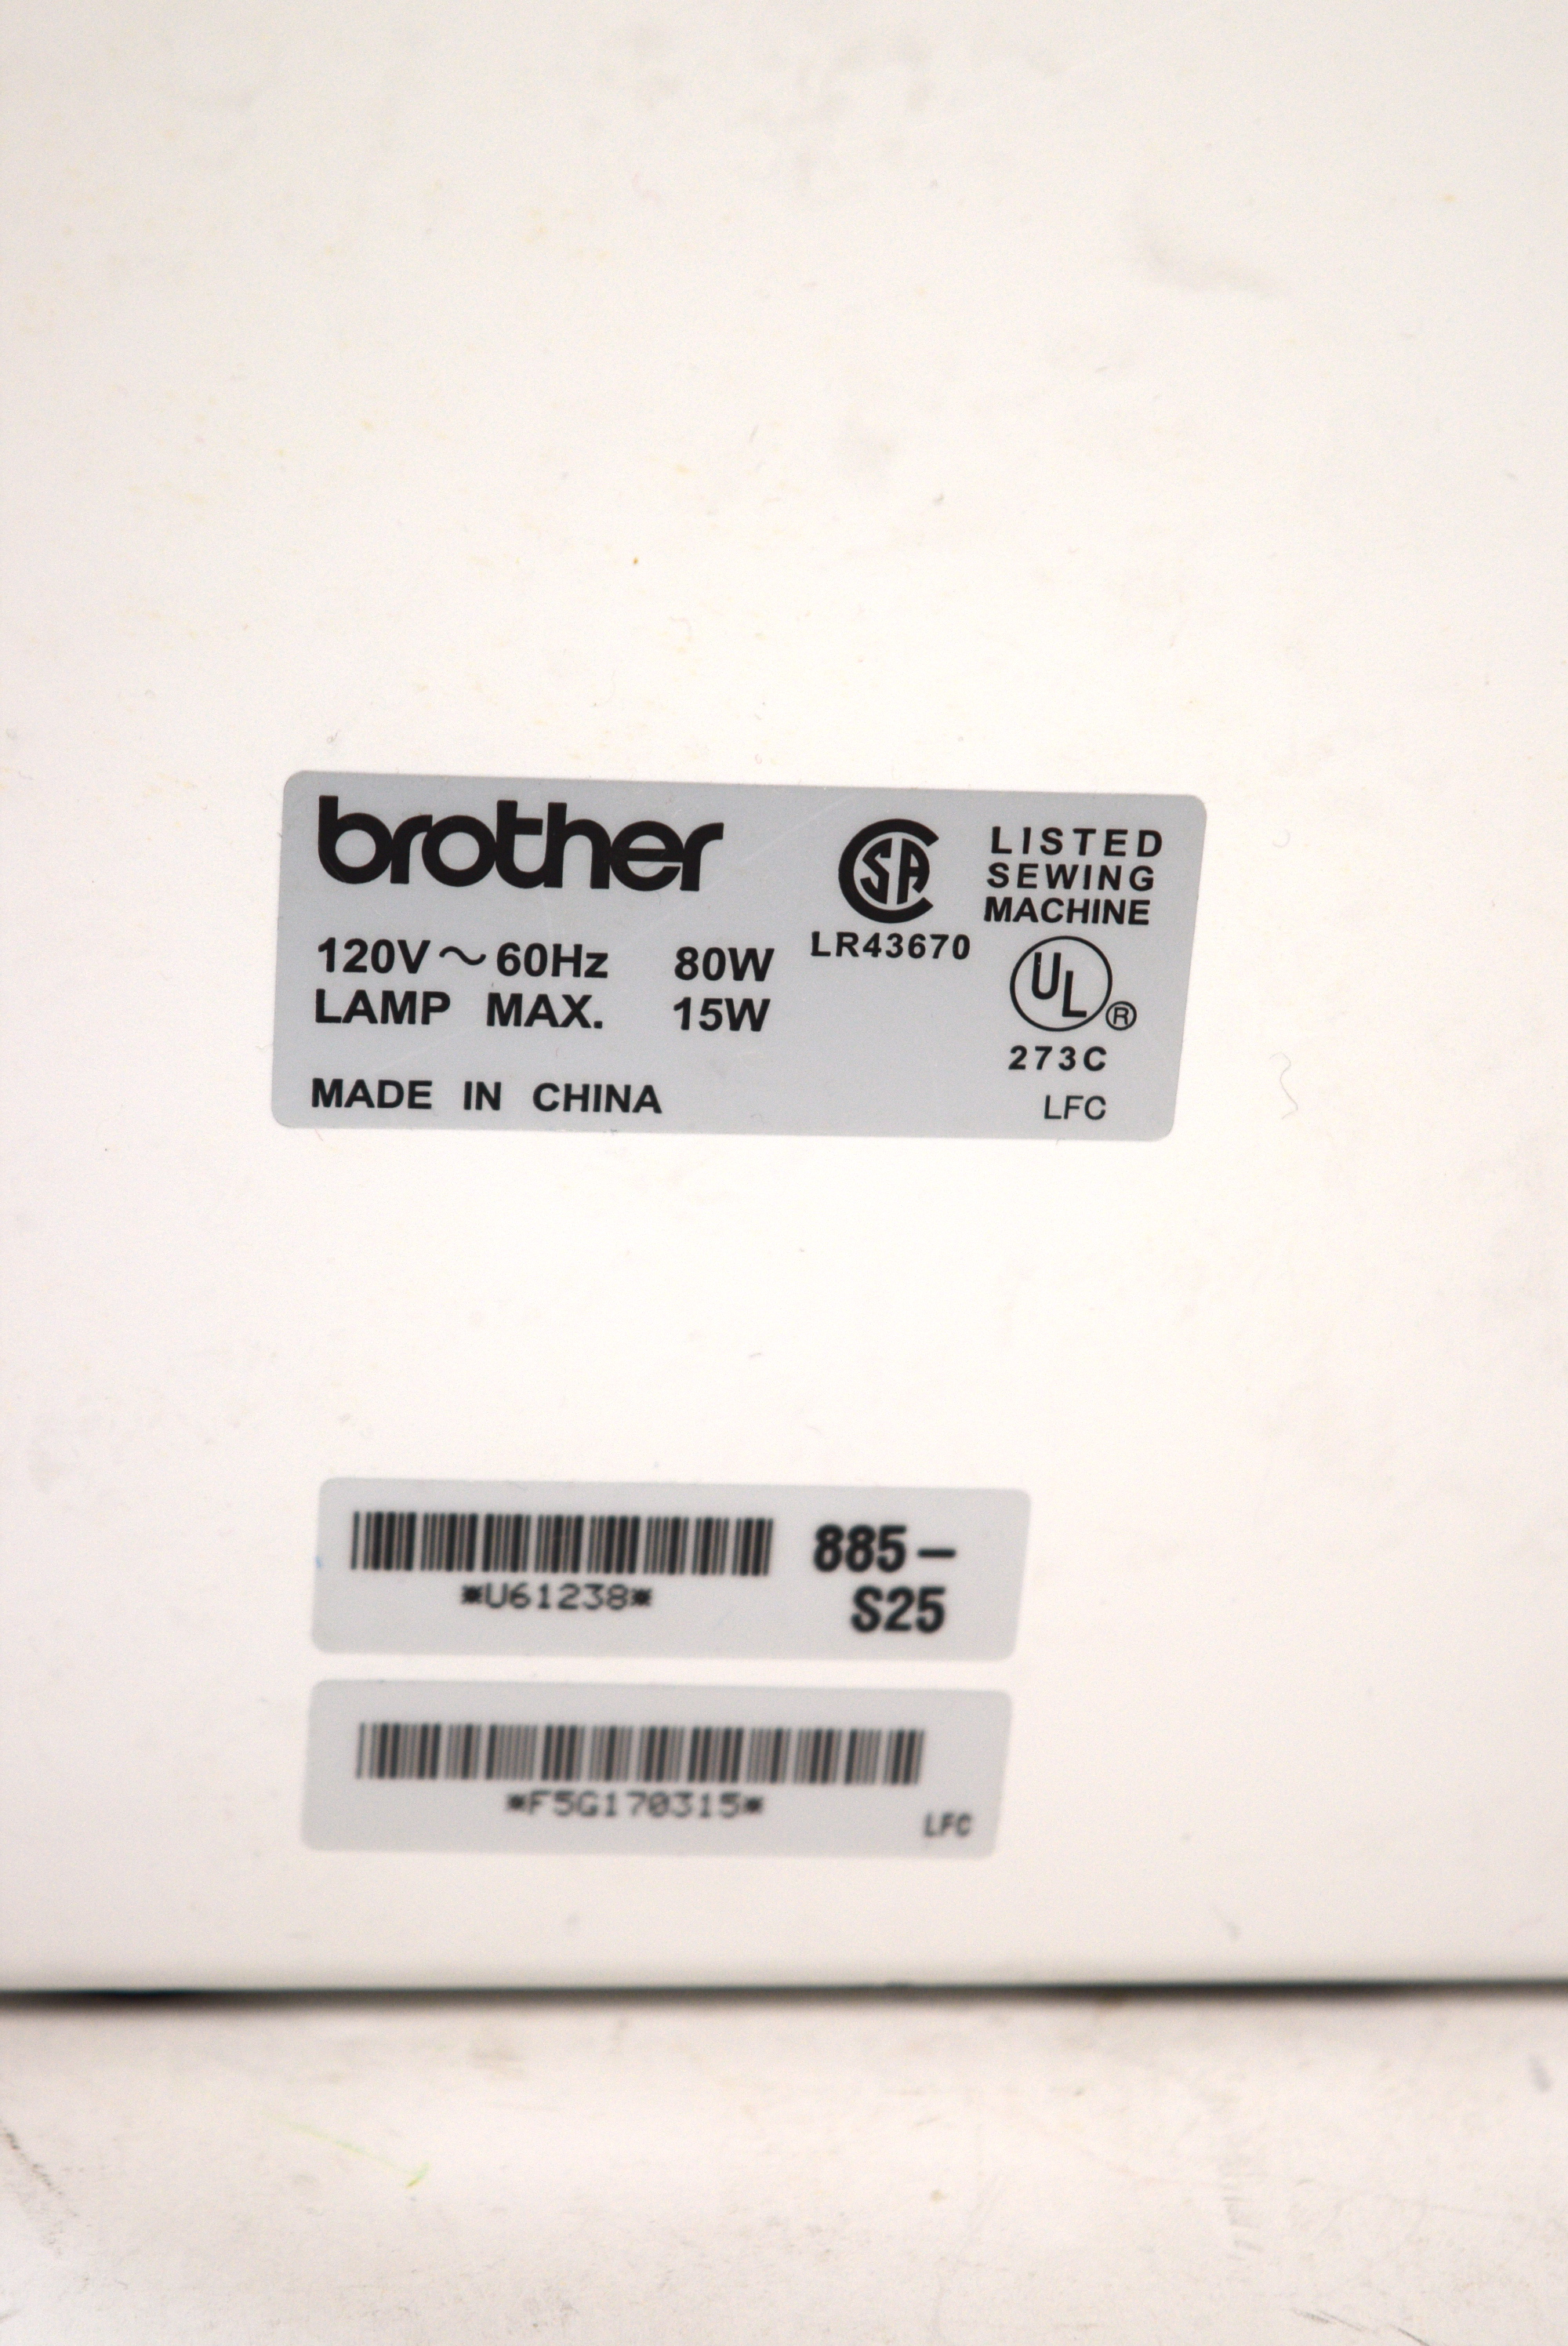 brother
120V～60Hz 80W
LAMP MAX. 15W
MADE IN CHINA
SA
LR43670
LISTED
SEWING
MACHINE
UL®
273C
LFC
885-
S25
*U61238*
*F5G170315*
LFC